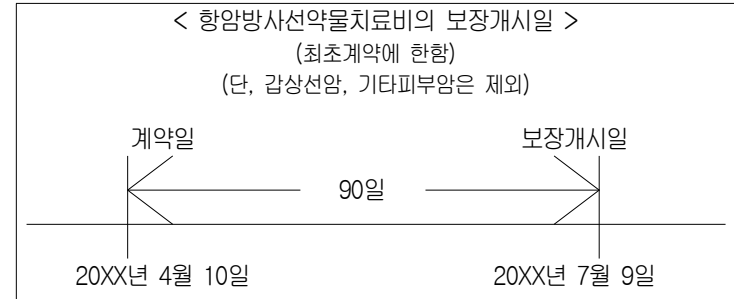 < 항암방사선약물치료비의 보장개시일 >
(최초계약에 한함)
(단, 갑상선암, 기타피부암은 제외)
계약일 보장개시일
90일
20XX년 4월 10일 20XX년 7월 9일